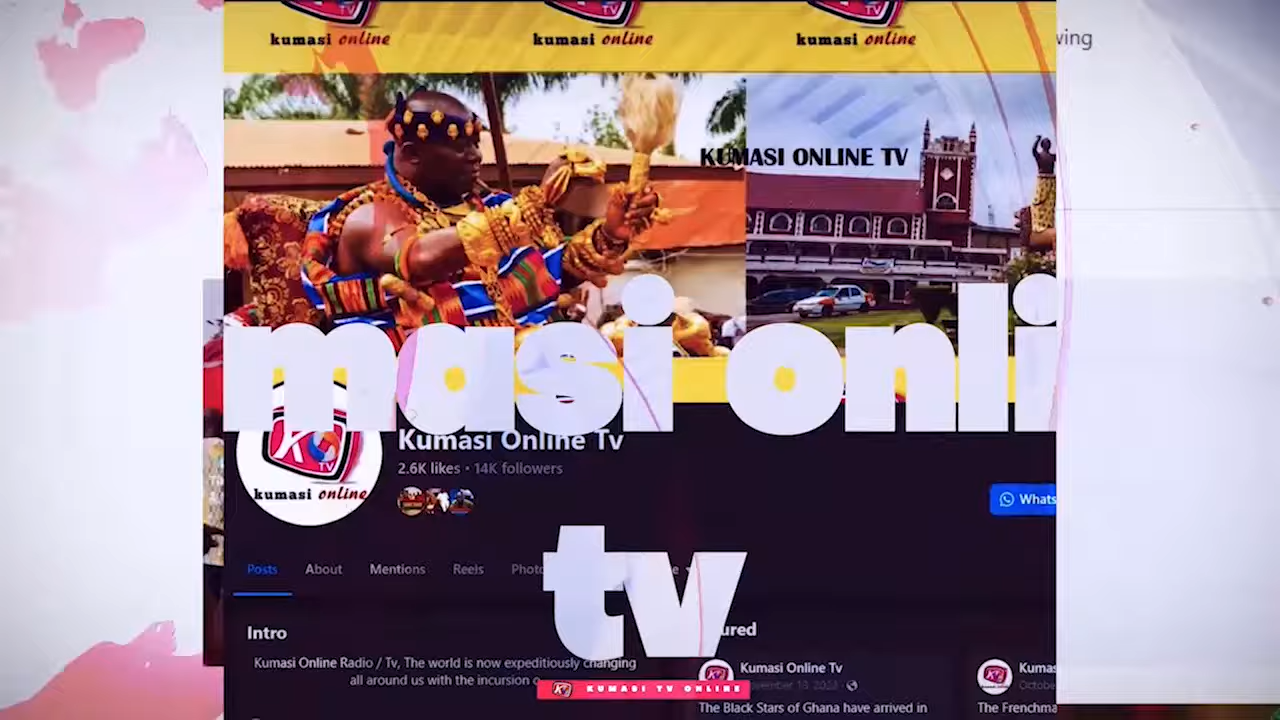 kumasi online
kumasi online
kumasi online
KUMASI ONLINE TV
masi onli
tv
K
TV
kumasi online
Kumasi Online Tv
2.6K likes • 14K followers
Whats
Posts
About
Mentions
Reels
Photo
Intro
Kumasi Online Radio / Tv, The world is now expeditiously changing
all around us with the incursion o
ured
Kumasi Online Tv
The Black Stars of Ghana have arrived in
Kumas
Octobe
The Frenchma
KUMASI TV ONLINE
ving